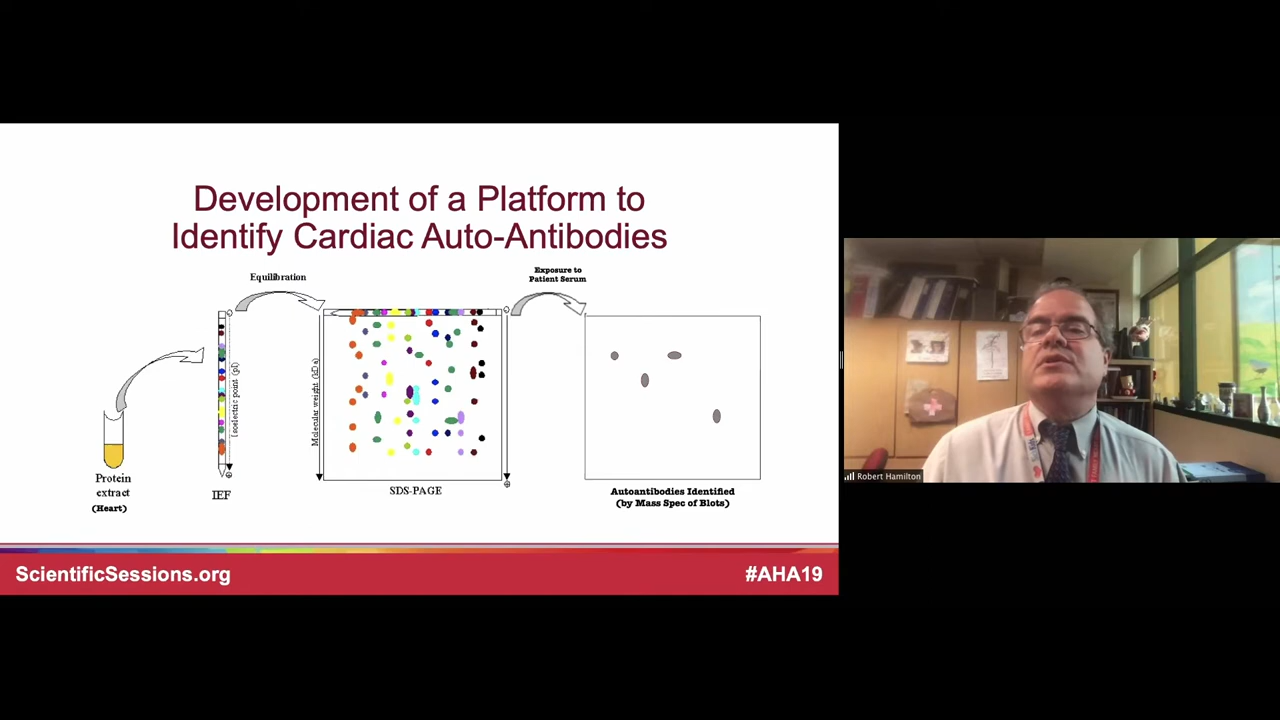 Development of a Platform to
Identify Cardiac Auto-Antibodies
Equilibration
Exposure to
Patient Serum
Isoelectric point (pI)
Molecular weight (kDa)
Protein
extract
(Heart)
IEF
SDS-PAGE
Autoantibodies Identified
(by Mass Spec of Blots)
ScientificSessions.org
#AHA19
Robert Hamilton